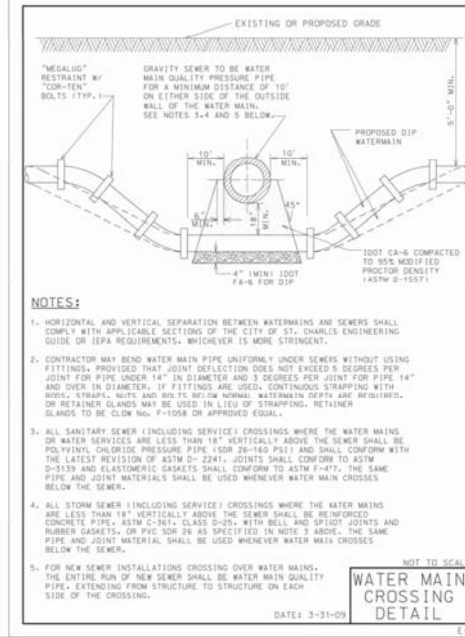 EXISTING OR PROPOSED GRADE
"MEGALUG"
RESTRAINT W/
"COR-TEN"
BOLTS (TYP.)
GRAVITY SEWER TO BE WATER
MAIN QUALITY PRESSURE PIPE
FOR A MINIMUM DISTANCE OF 10'
ON EITHER SIDE OF THE OUTSIDE
WALL OF THE WATER MAIN.
SEE NOTES 3,4 AND 5 BELOW.
5'-0" MIN.
PROPOSED DIP
WATERMAIN
10'
MIN.
10'
MIN.
45°
18"
MIN.
IDOT CA-6 COMPACTED
TO 95% MODIFIED
PROCTOR DENSITY
(ASTM D-1557)
4" (MIN) IDOT
FA-6 FOR DIP
NOTES:
1. HORIZONTAL AND VERTICAL SEPARATION BETWEEN WATERMAINS AND SEWERS SHALL
COMPLY WITH APPLICABLE SECTIONS OF THE CITY OF ST. CHARLES ENGINEERING
GUIDE OR IEPA REQUIREMENTS, WHICHEVER IS MORE STRINGENT.
2. CONTRACTOR MAY BEND WATER MAIN PIPE UNIFORMLY UNDER SEWERS WITHOUT USING
FITTINGS, PROVIDED THAT JOINT DEFLECTION DOES NOT EXCEED 5 DEGREES PER
JOINT FOR PIPE UNDER 14" IN DIAMETER AND 3 DEGREES PER JOINT FOR PIPE 14"
AND OVER IN DIAMETER. IF FITTINGS ARE USED, CONTINUOUS STRAPPING WITH
RODS, STRAPS, NUTS AND BOLTS BELOW NORMAL WATERMAIN DEPTH ARE REQUIRED,
OR RETAINER GLANDS MAY BE USED IN LIEU OF STRAPPING. RETAINER
GLANDS TO BE CLOW No. F-1058 OR APPROVED EQUAL.
3. ALL SANITARY SEWER (INCLUDING SERVICE) CROSSINGS WHERE THE WATER MAINS
OR WATER SERVICES ARE LESS THAN 18" VERTICALLY ABOVE THE SEWER SHALL BE
POLYVINYL CHLORIDE PRESSURE PIPE (SDR 26-160 PSI) AND SHALL CONFORM WITH
THE LATEST REVISION OF ASTM D- 2241. JOINTS SHALL CONFORM TO ASTM
D-3139 AND ELASTOMERIC GASKETS SHALL CONFORM TO ASTM F-477. THE SAME
PIPE AND JOINT MATERIALS SHALL BE USED WHENEVER WATER MAIN CROSSES
BELOW THE SEWER.
4. ALL STORM SEWER (INCLUDING SERVICE) CROSSINGS WHERE THE WATER MAINS
ARE LESS THAN 18" VERTICALLY ABOVE THE SEWER SHALL BE REINFORCED
CONCRETE PIPE, ASTM C-361, CLASS D-25, WITH BELL AND SPIGOT JOINTS AND
RUBBER GASKETS, OR PVC SDR 26 AS SPECIFIED IN NOTE 3 ABOVE. THE SAME
PIPE AND JOINT MATERIAL SHALL BE USED WHENEVER WATER MAIN CROSSES
BELOW THE SEWER.
5. FOR NEW SEWER INSTALLATIONS CROSSING OVER WATER MAINS,
THE ENTIRE RUN OF NEW SEWER SHALL BE WATER MAIN QUALITY
PIPE, EXTENDING FROM STRUCTURE TO STRUCTURE ON EACH
SIDE OF THE CROSSING.
NOT TO SCAL
WATER MAIN
CROSSING
DETAIL
DATE: 3-31-09